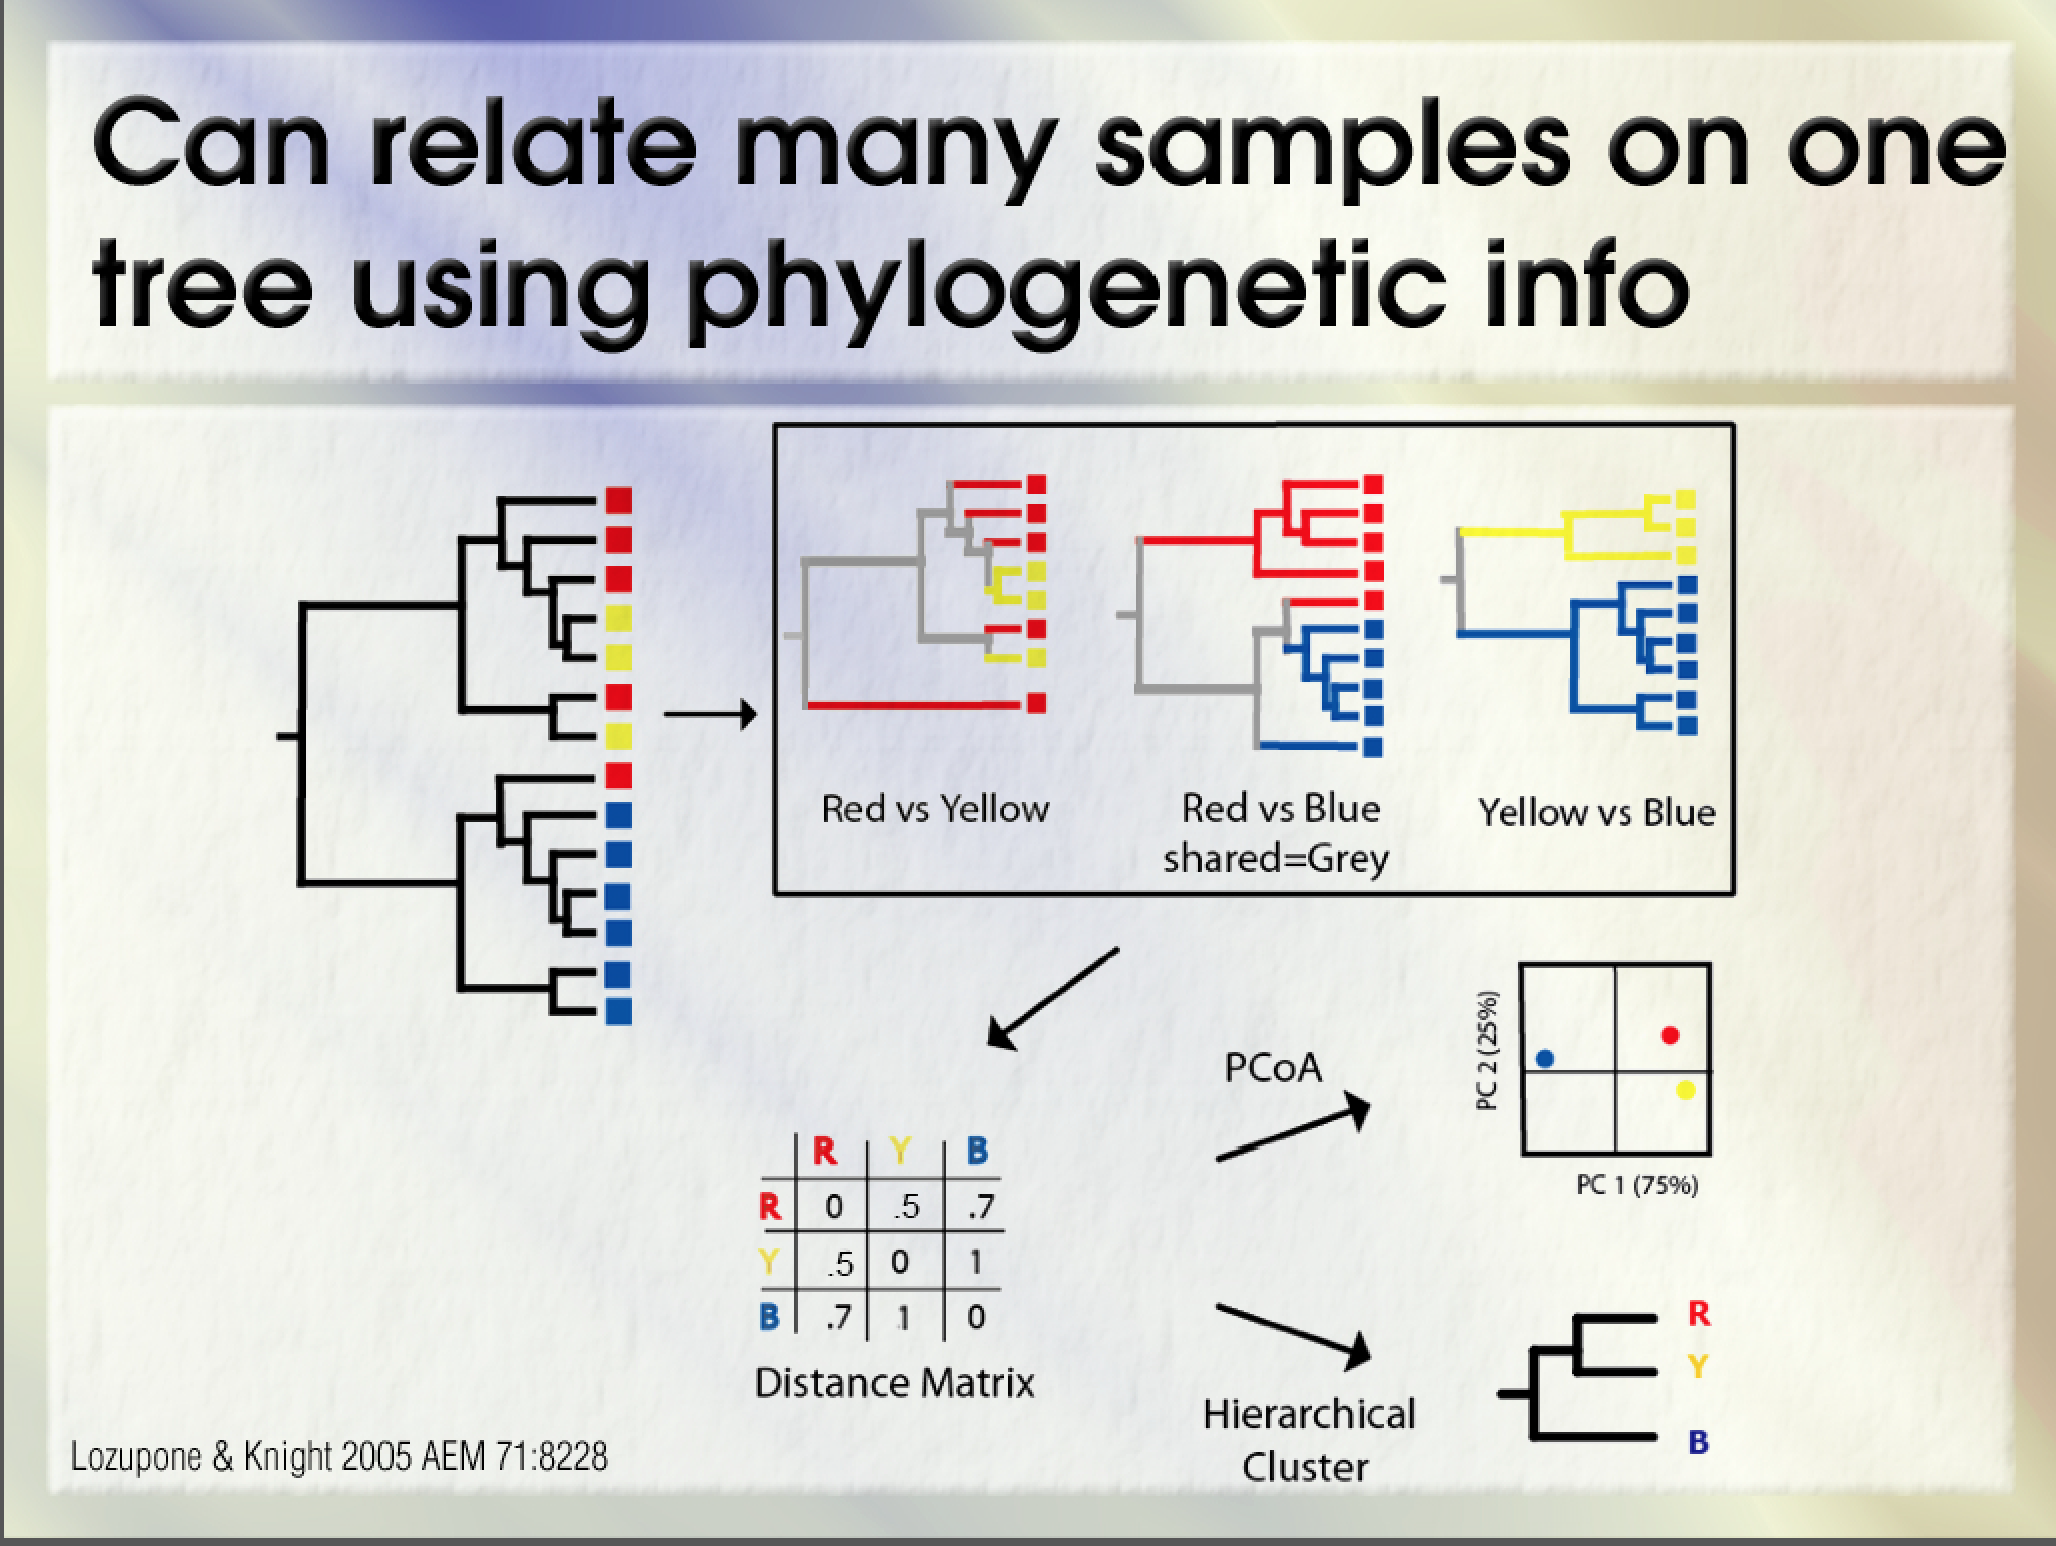 Can relate many samples on one
tree using phylogenetic info
Red vs Yellow
Red vs Blue
shared=Grey
Yellow vs Blue
R Y B
R 0 .5 .7
Y .5 0 1
B .7 1 0
Distance Matrix
PCoA
PC 2 (25%)
PC 1 (75%)
Hierarchical
Cluster
R
Y
B
Lozupone & Knight 2005 AEM 71:8228